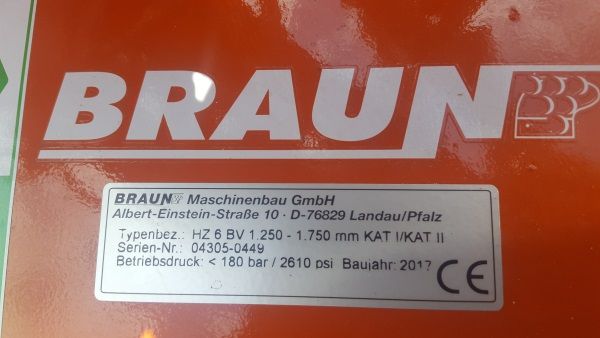 BRAUN
BRAUN Maschinenbau GmbH
Albert-Einstein-Straße 10 · D-76829 Landau/Pfalz
Typenbez.: HZ 6 BV 1.250 - 1.750 mm KAT I/KAT II
Serien-Nr.: 04305-0449
Betriebsdruck: < 180 bar / 2610 psi Baujahr: 2017
CE